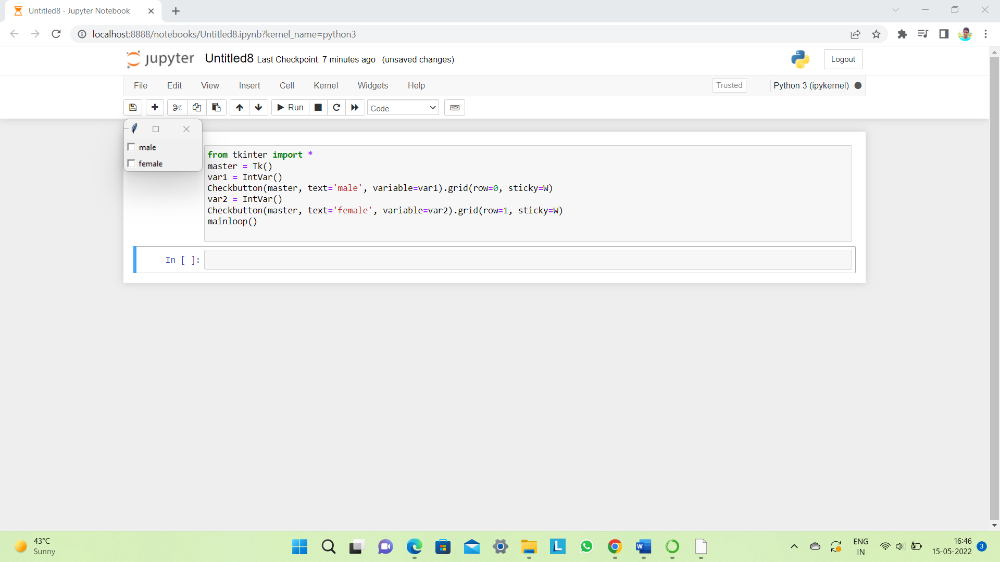 Untitled8 - Jupyter Notebook
localhost:8888/notebooks/Untitled8.ipynb?kernel_name=python3
jupyter Untitled8 Last Checkpoint: 7 minutes ago (unsaved changes) Logout
File Edit View Insert Cell Kernel Widgets Help Trusted Python 3 (ipykernel)
Run Code
male
female
from tkinter import *
master = Tk()
var1 = IntVar()
Checkbutton(master, text='male', variable=var1).grid(row=0, sticky=W)
var2 = IntVar()
Checkbutton(master, text='female', variable=var2).grid(row=1, sticky=W)
mainloop()
In [ ]:
43°C
Sunny
ENG
IN
16:46
15-05-2022
3